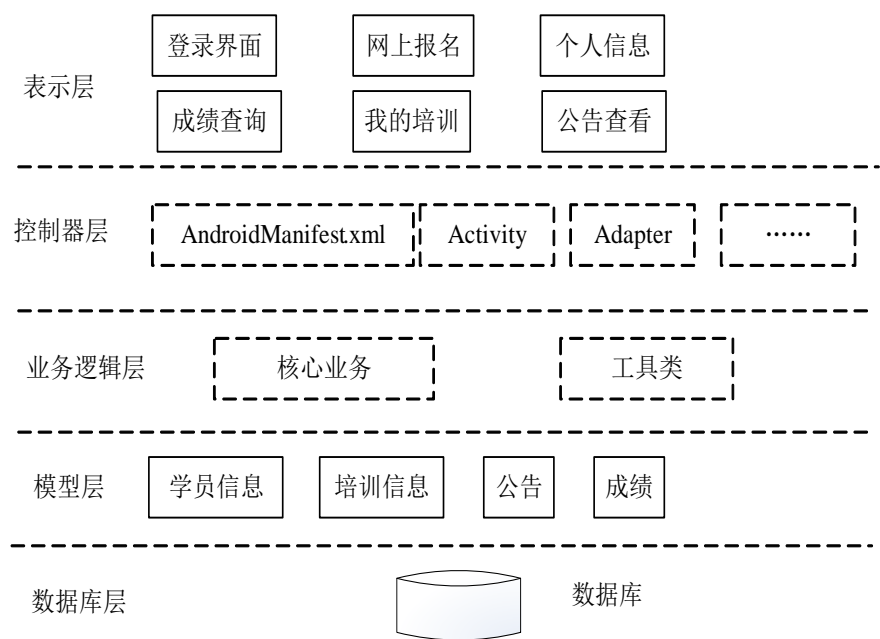 登录界面 网上报名 个人信息
表示层
成绩查询 我的培训 公告查看
控制器层 AndroidManifest.xml Activity Adapter ……
业务逻辑层 核心业务 工具类
模型层 学员信息 培训信息 公告 成绩
数据库层 数据库